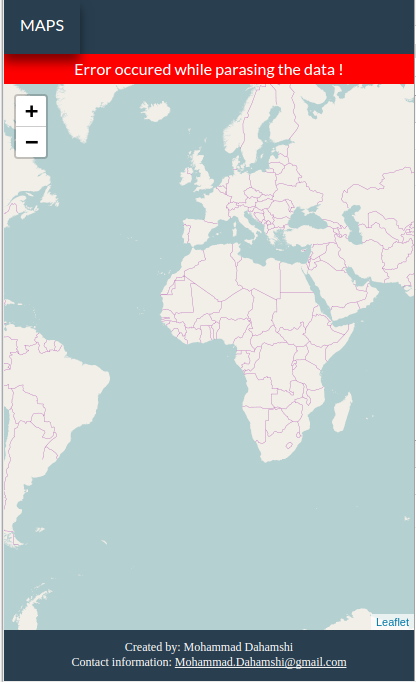 MAPS
Error occured while parasing the data !
+
−
Leaflet
Created by: Mohammad Dahamshi
Contact information: Mohammad.Dahamshi@gmail.com